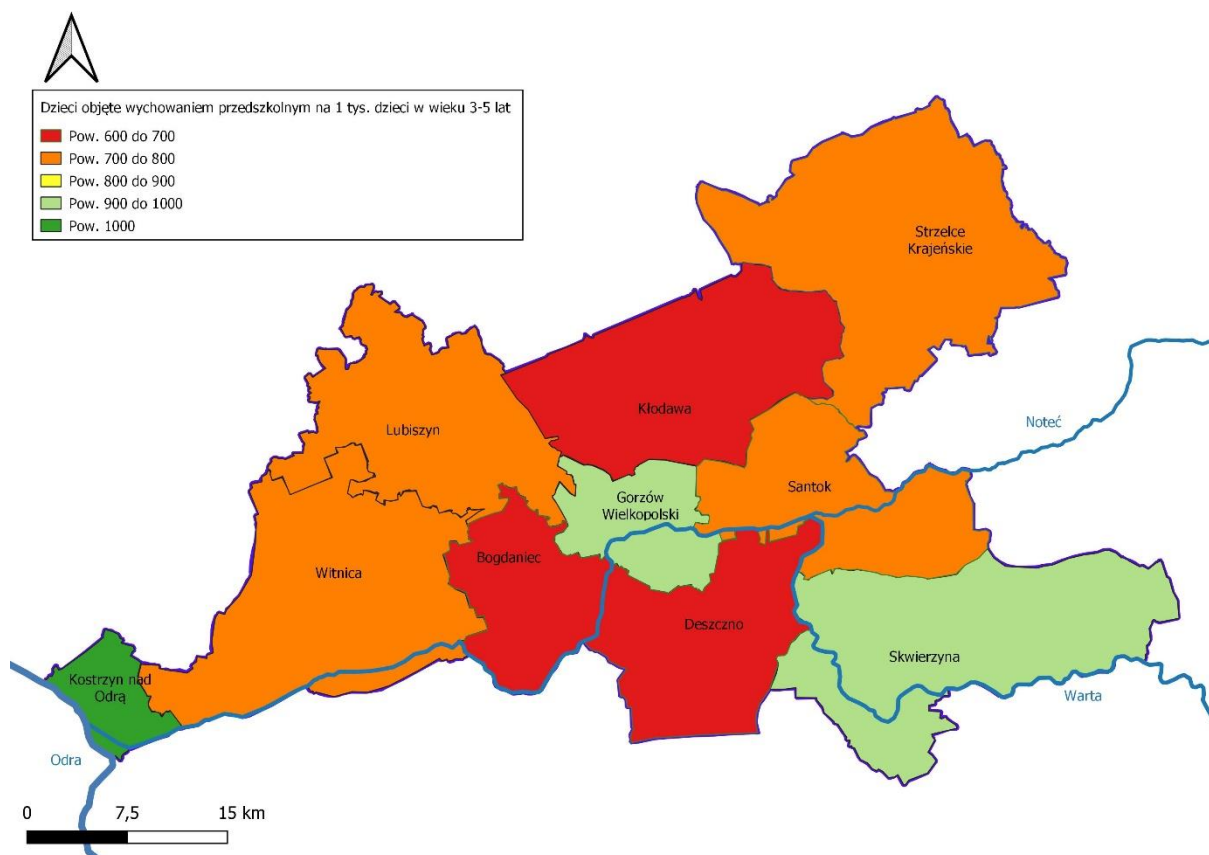 Dzieci objęte wychowaniem przedszkolnym na 1 tys. dzieci w wieku 3-5 lat
Pow. 600 do 700
Pow. 700 do 800
Pow. 800 do 900
Pow. 900 do 1000
Pow. 1000
Strzelce
Krajeńskie
Kłodawa
Noteć
Lubiszyn
Santok
Gorzów
Wielkopolski
Bogdaniec
Witnica
Deszczno
Skwierzyna
Kostrzyn nad
Odrą
Warta
Odra
0 7,5 15 km